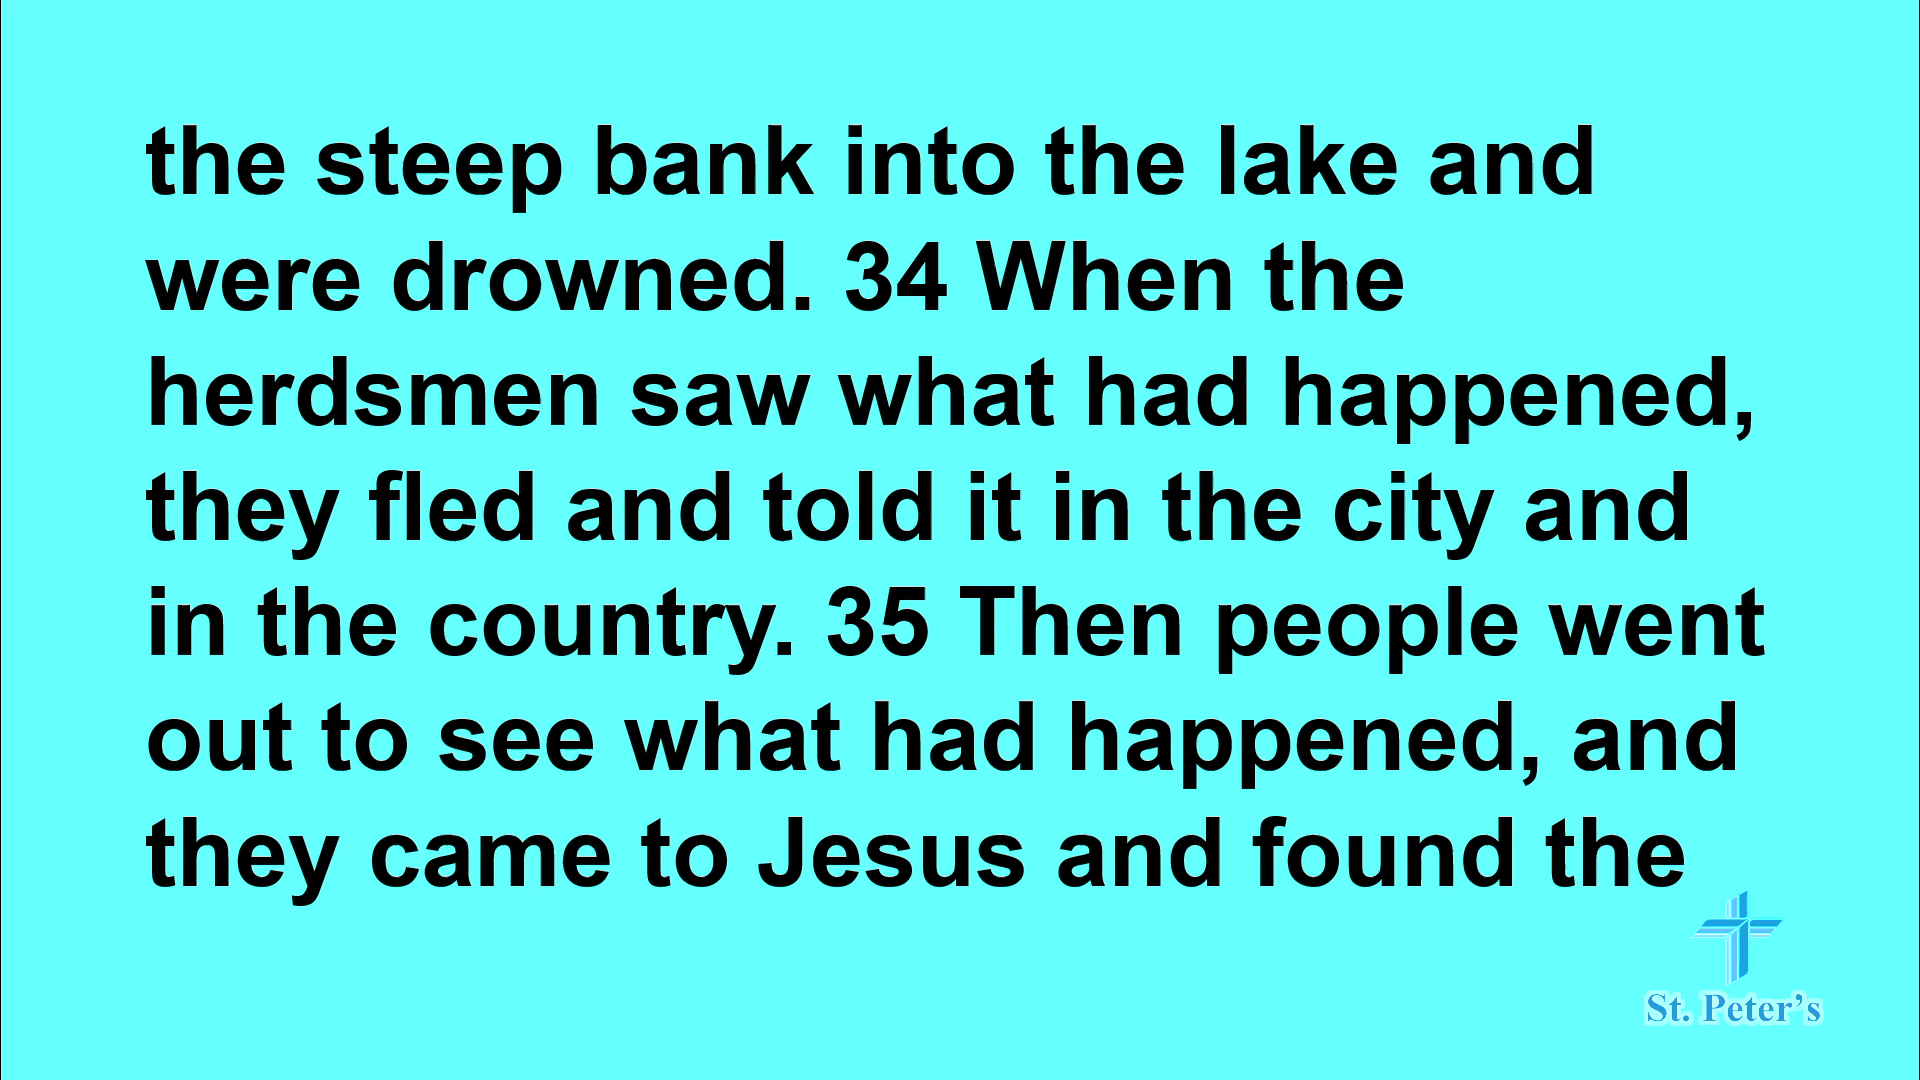 the steep bank into the lake and
were drowned. 34 When the
herdsmen saw what had happened,
they fled and told it in the city and
in the country. 35 Then people went
out to see what had happened, and
they came to Jesus and found the
St. Peter’s